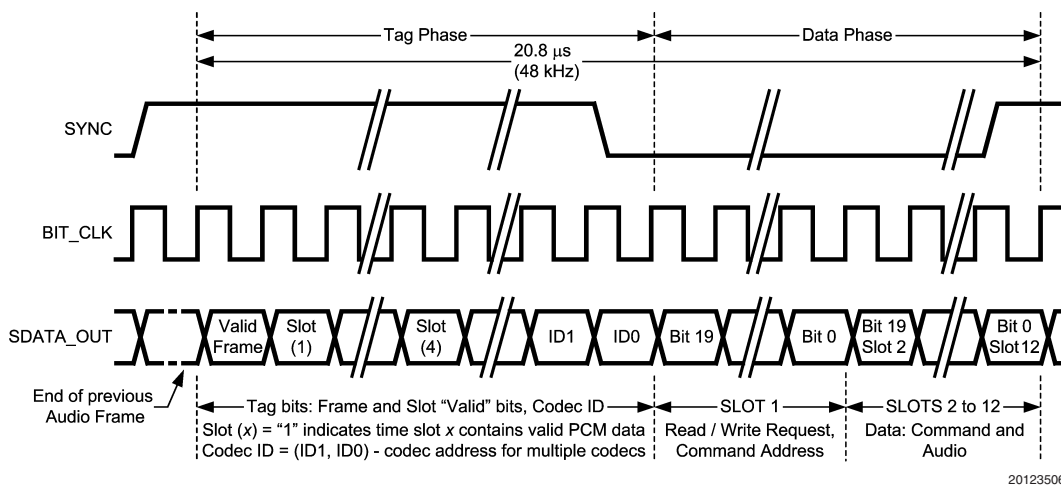 Tag Phase
Data Phase
20.8 μs
(48 kHz)
SYNC
BIT_CLK
SDATA_OUT
Valid
Frame
Slot
(1)
Slot
(4)
ID1
ID0
Bit 19
Bit 0
Bit 19
Slot 2
Bit 0
Slot12
End of previous
Audio Frame
Tag bits: Frame and Slot “Valid” bits, Codec ID
Slot (x) = “1” indicates time slot x contains valid PCM data
Codec ID = (ID1, ID0) - codec address for multiple codecs
SLOT 1
Read / Write Request,
Command Address
SLOTS 2 to 12
Data: Command and
Audio
20123506